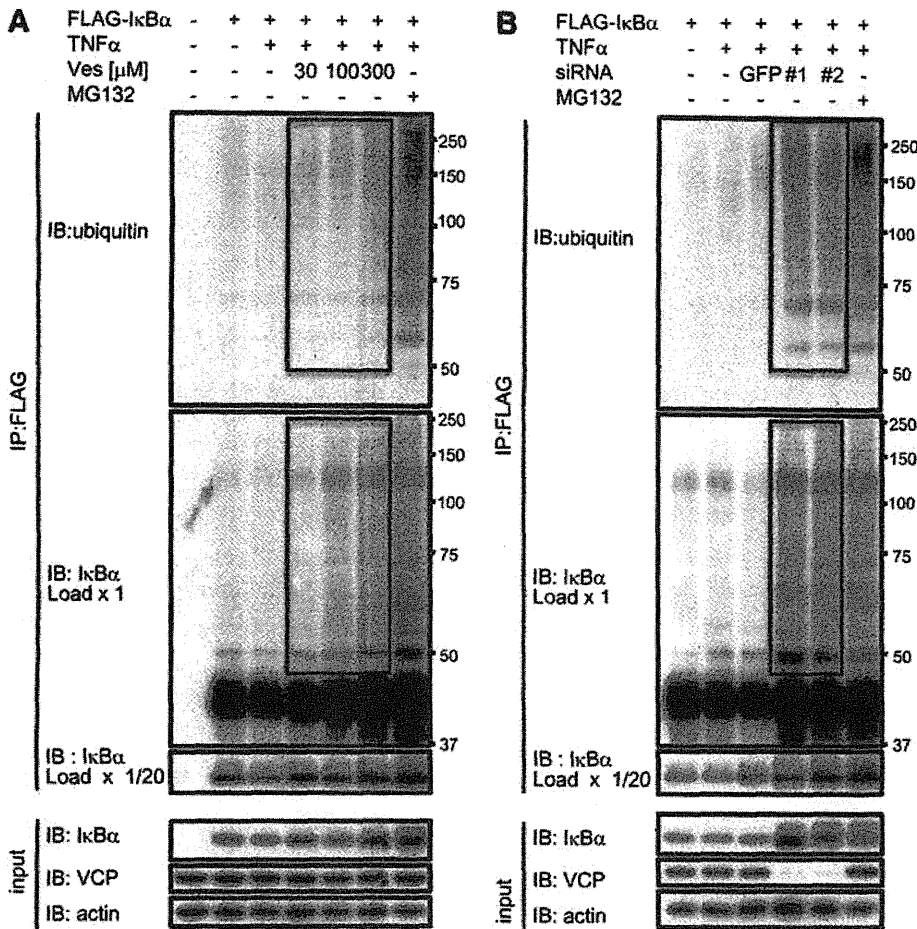 A
FLAG-IκBα - + + + + + +
TNFα - - + + + + +
Ves [µM] - - - 30 100 300 -
MG132 - - - - - - +
IP:FLAG
IB:ubiquitin
250
150
100
75
50
IB: IκBα
Load x 1
250
150
100
75
50
37
IB : IκBα
Load x 1/20
input
IB: IκBα
IB: VCP
IB: actin
B
FLAG-IκBα + + + + + +
TNFα - + + + + +
siRNA - - GFP #1 #2 -
MG132 - - - - - +
IP:FLAG
IB:ubiquitin
250
150
100
75
50
IB: IκBα
Load x 1
250
150
100
75
50
37
IB : IκBα
Load x 1/20
input
IB: IκBα
IB: VCP
IB: actin